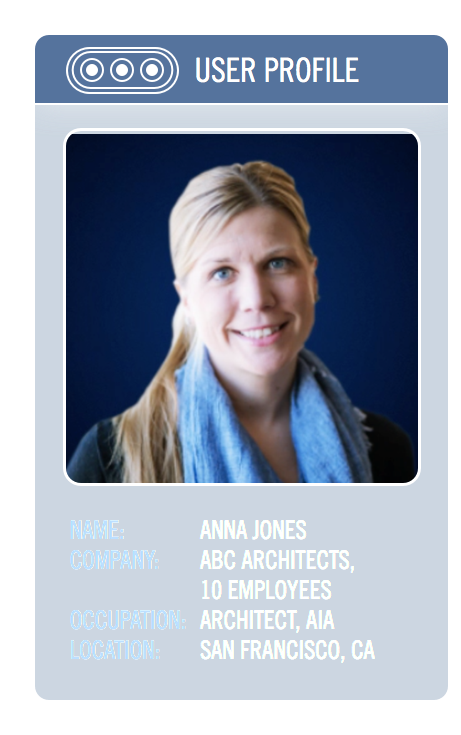 USER PROFILE
NAME: ANNA JONES
COMPANY: ABC ARCHITECTS,
10 EMPLOYEES
OCCUPATION: ARCHITECT, AIA
LOCATION: SAN FRANCISCO, CA